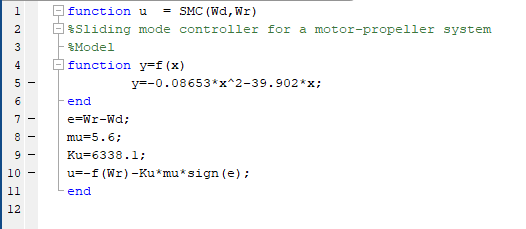 1 function u  = SMC(Wd,Wr)
2 %Sliding mode controller for a motor-propeller system
3 %Model
4 function y=f(x)
5 y=-0.08653*x^2-39.902*x;
6 end
7 e=Wr-Wd;
8 mu=5.6;
9 Ku=6338.1;
10 u=-f(Wr)-Ku*mu*sign(e);
11 end
12